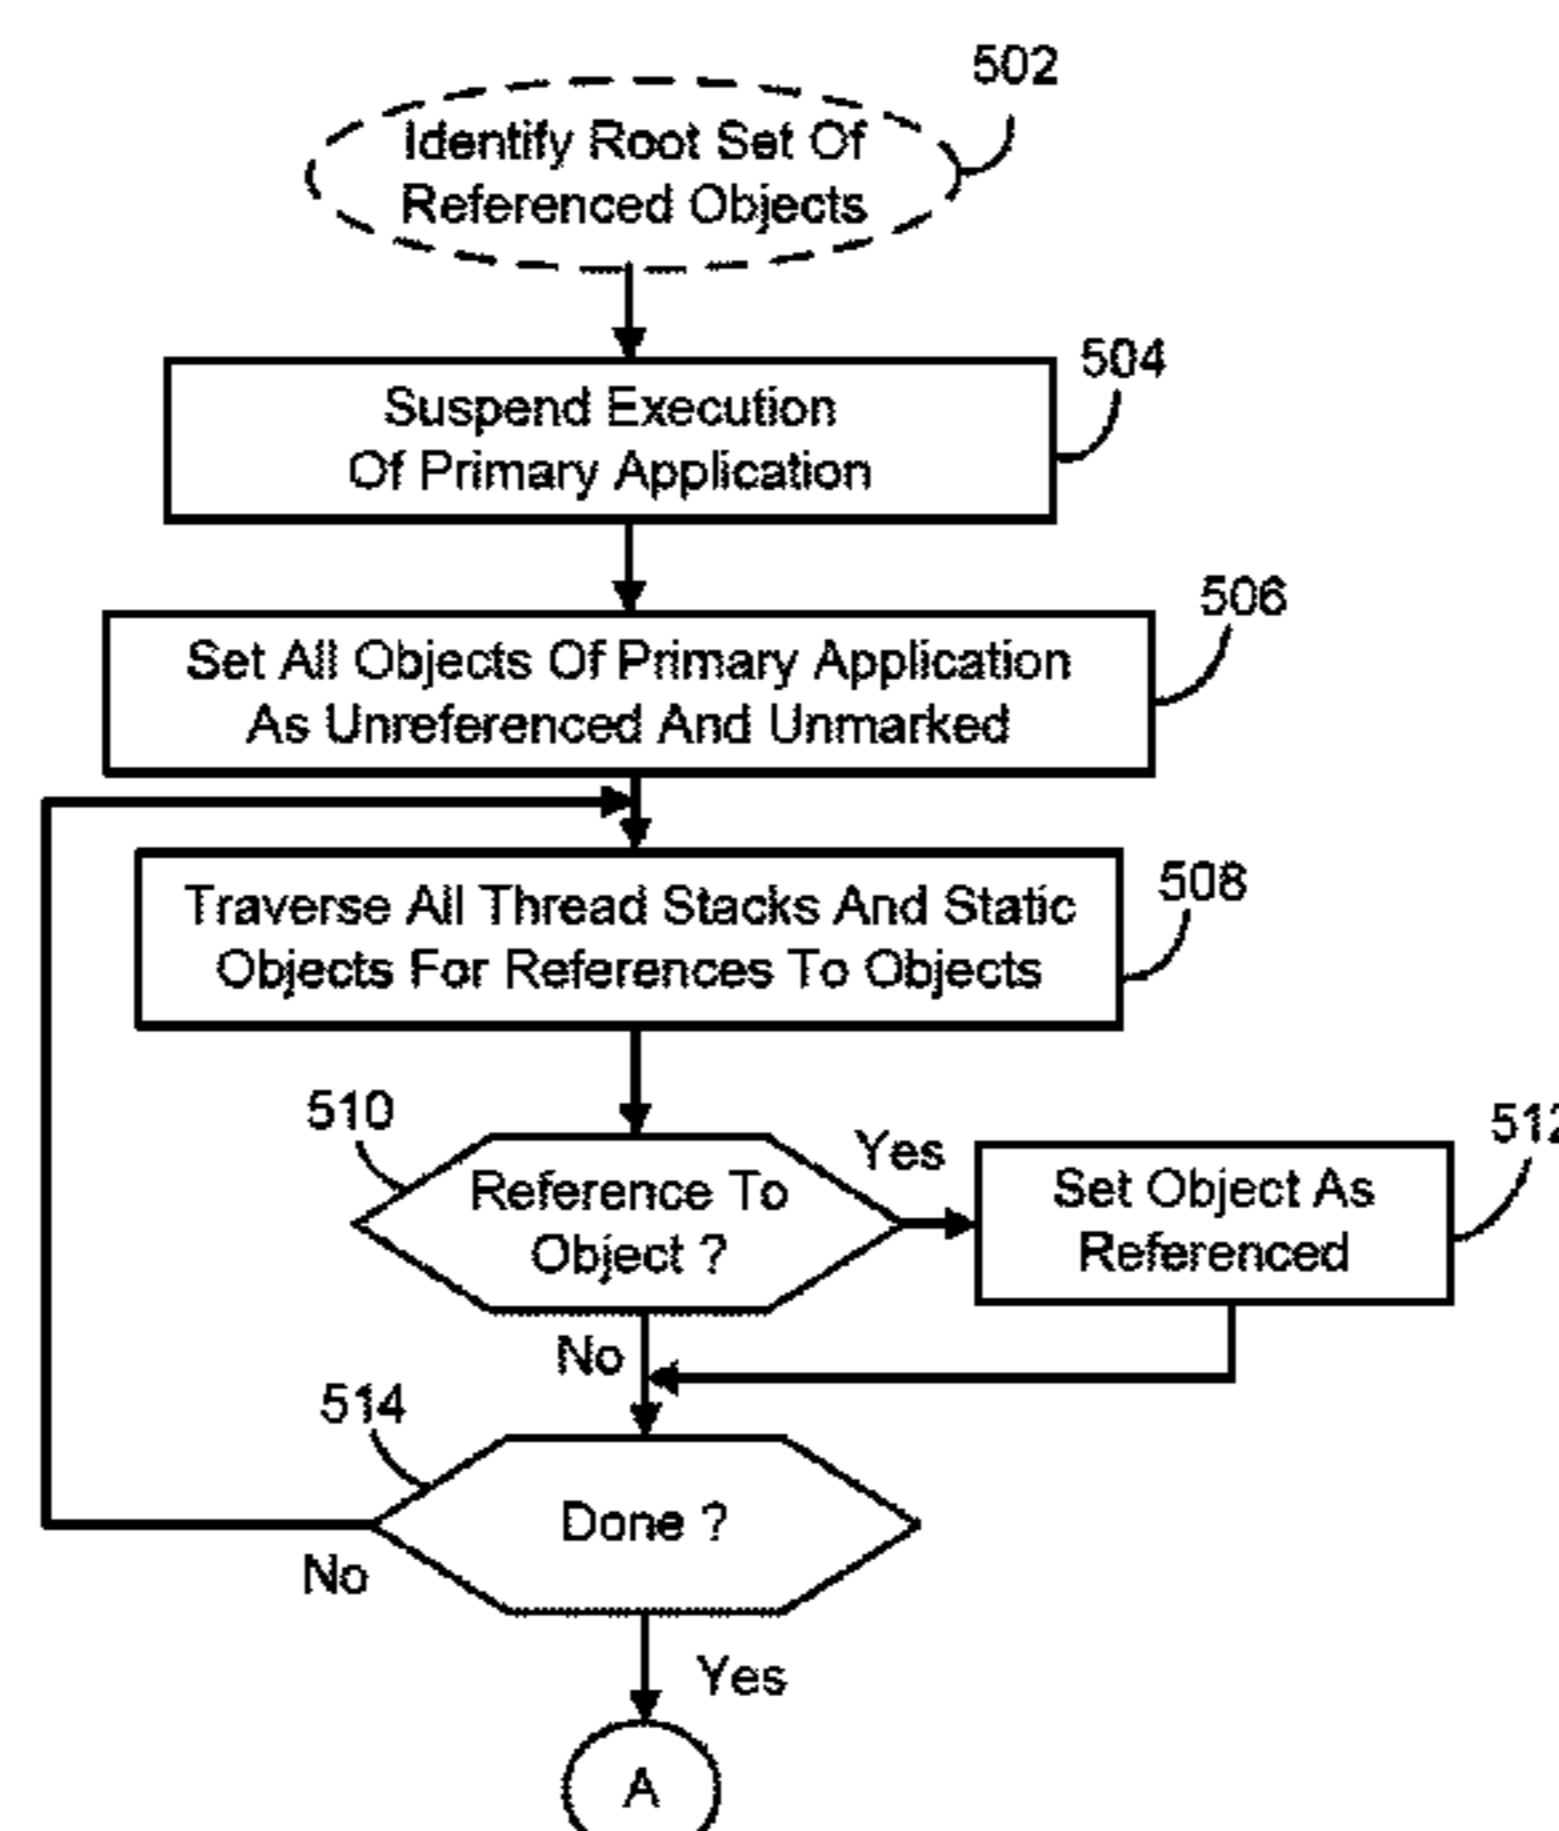 502
Identify Root Set Of
Referenced Objects
504
Suspend Execution
Of Primary Application
506
Set All Objects Of Primary Application
As Unreferenced And Unmarked
508
Traverse All Thread Stacks And Static
Objects For References To Objects
510
Reference To
Object ?
Yes
512
Set Object As
Referenced
No
514
Done ?
No
Yes
A